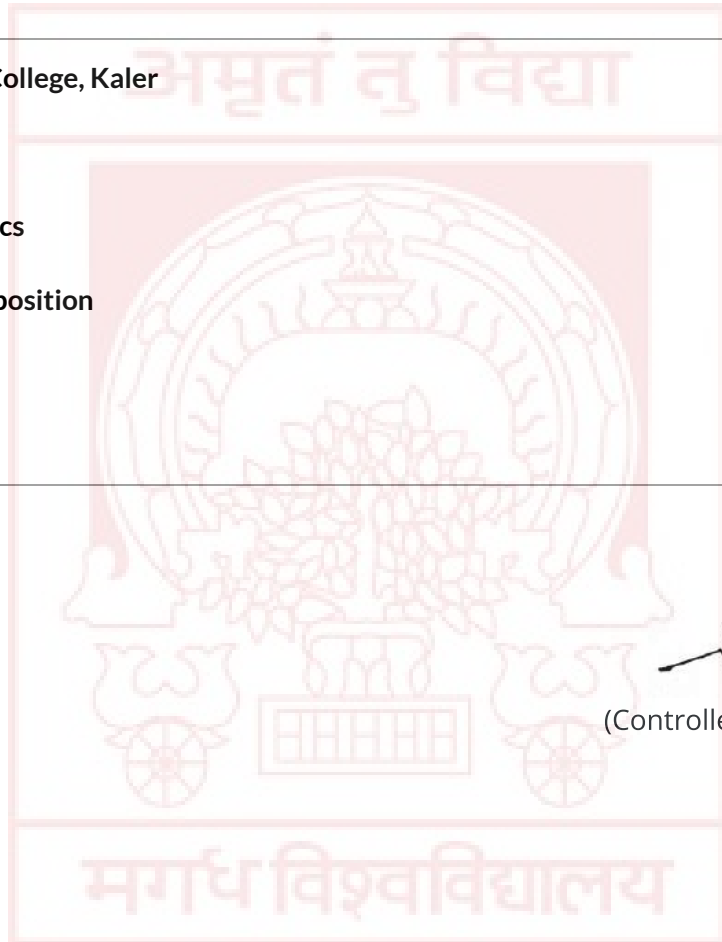 अमृतं तु विद्या
College, Kaler
cs
position
(Controlle
मगध विश्वविद्यालय